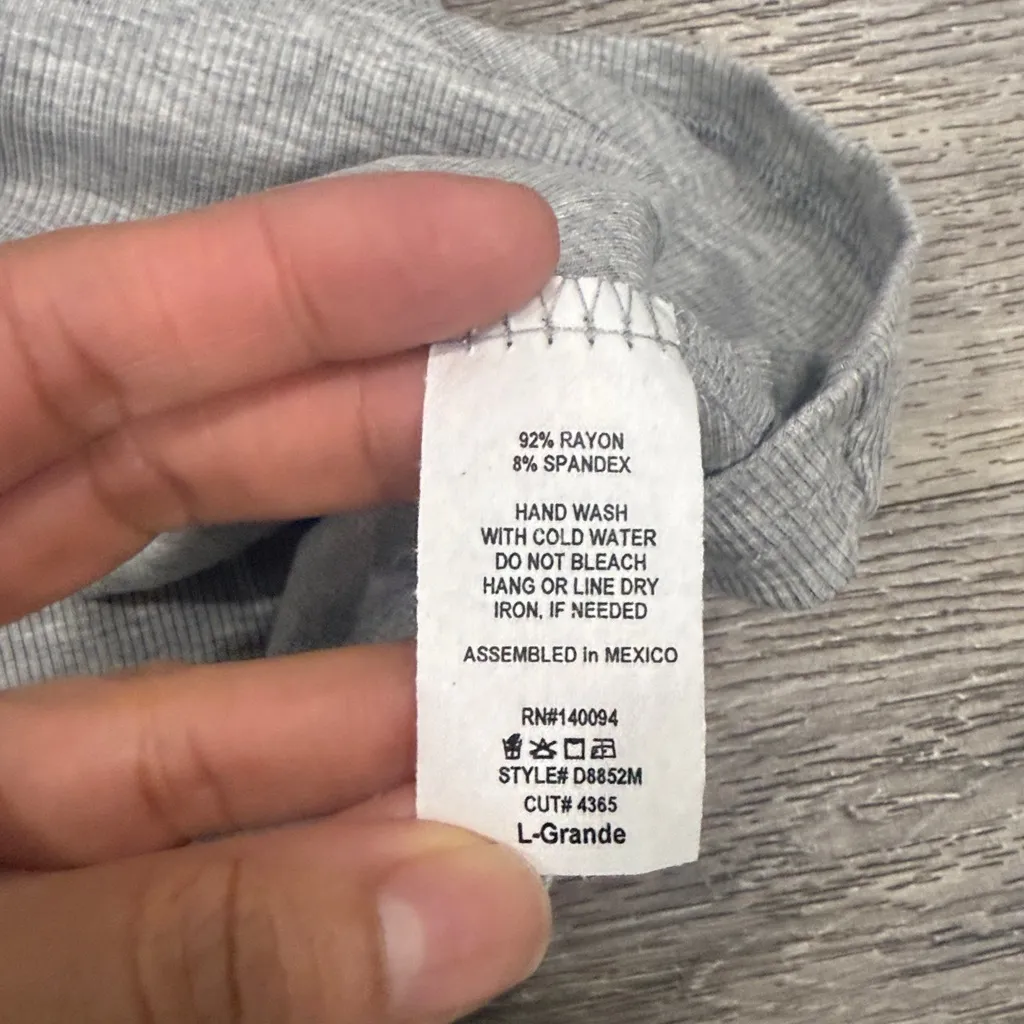 92% RAYON
8% SPANDEX
HAND WASH
WITH COLD WATER
DO NOT BLEACH
HANG OR LINE DRY
IRON, IF NEEDED
ASSEMBLED in MEXICO
RN#140094
STYLE# D8852M
CUT# 4365
L-Grande